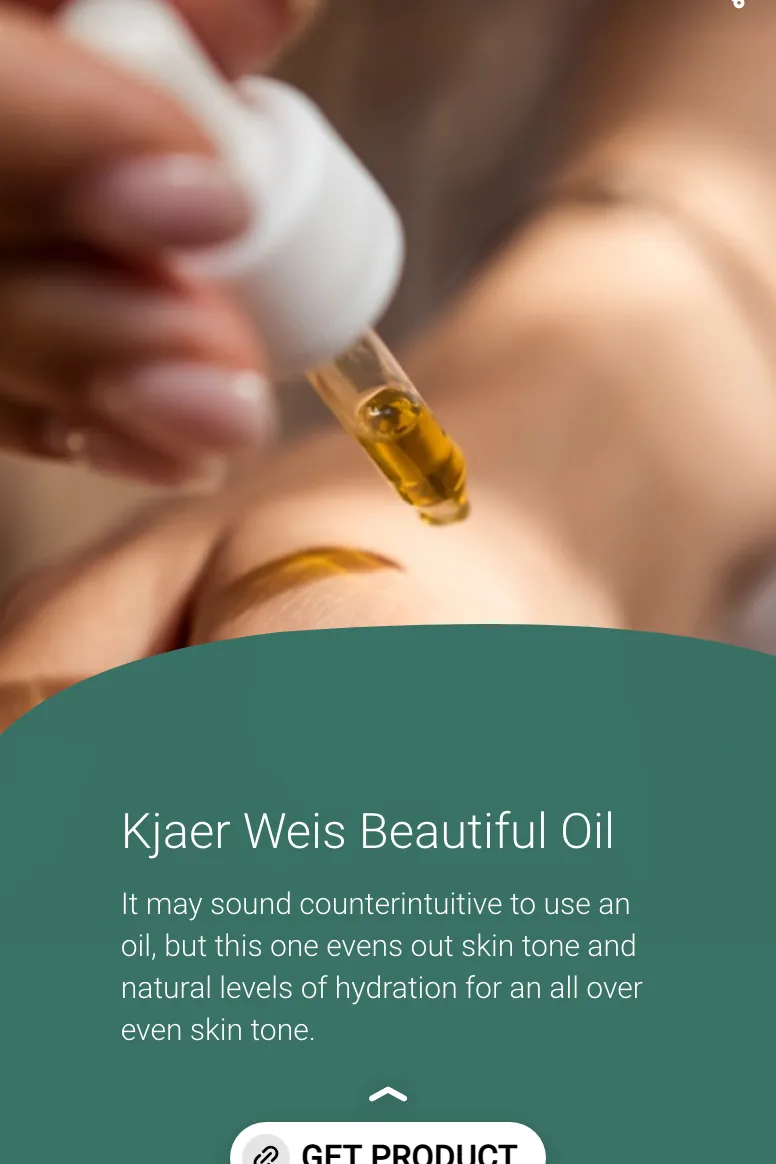 Kjaer Weis Beautiful Oil
It may sound counterintuitive to use an
oil, but this one evens out skin tone and
natural levels of hydration for an all over
even skin tone.
GET PRODUCT